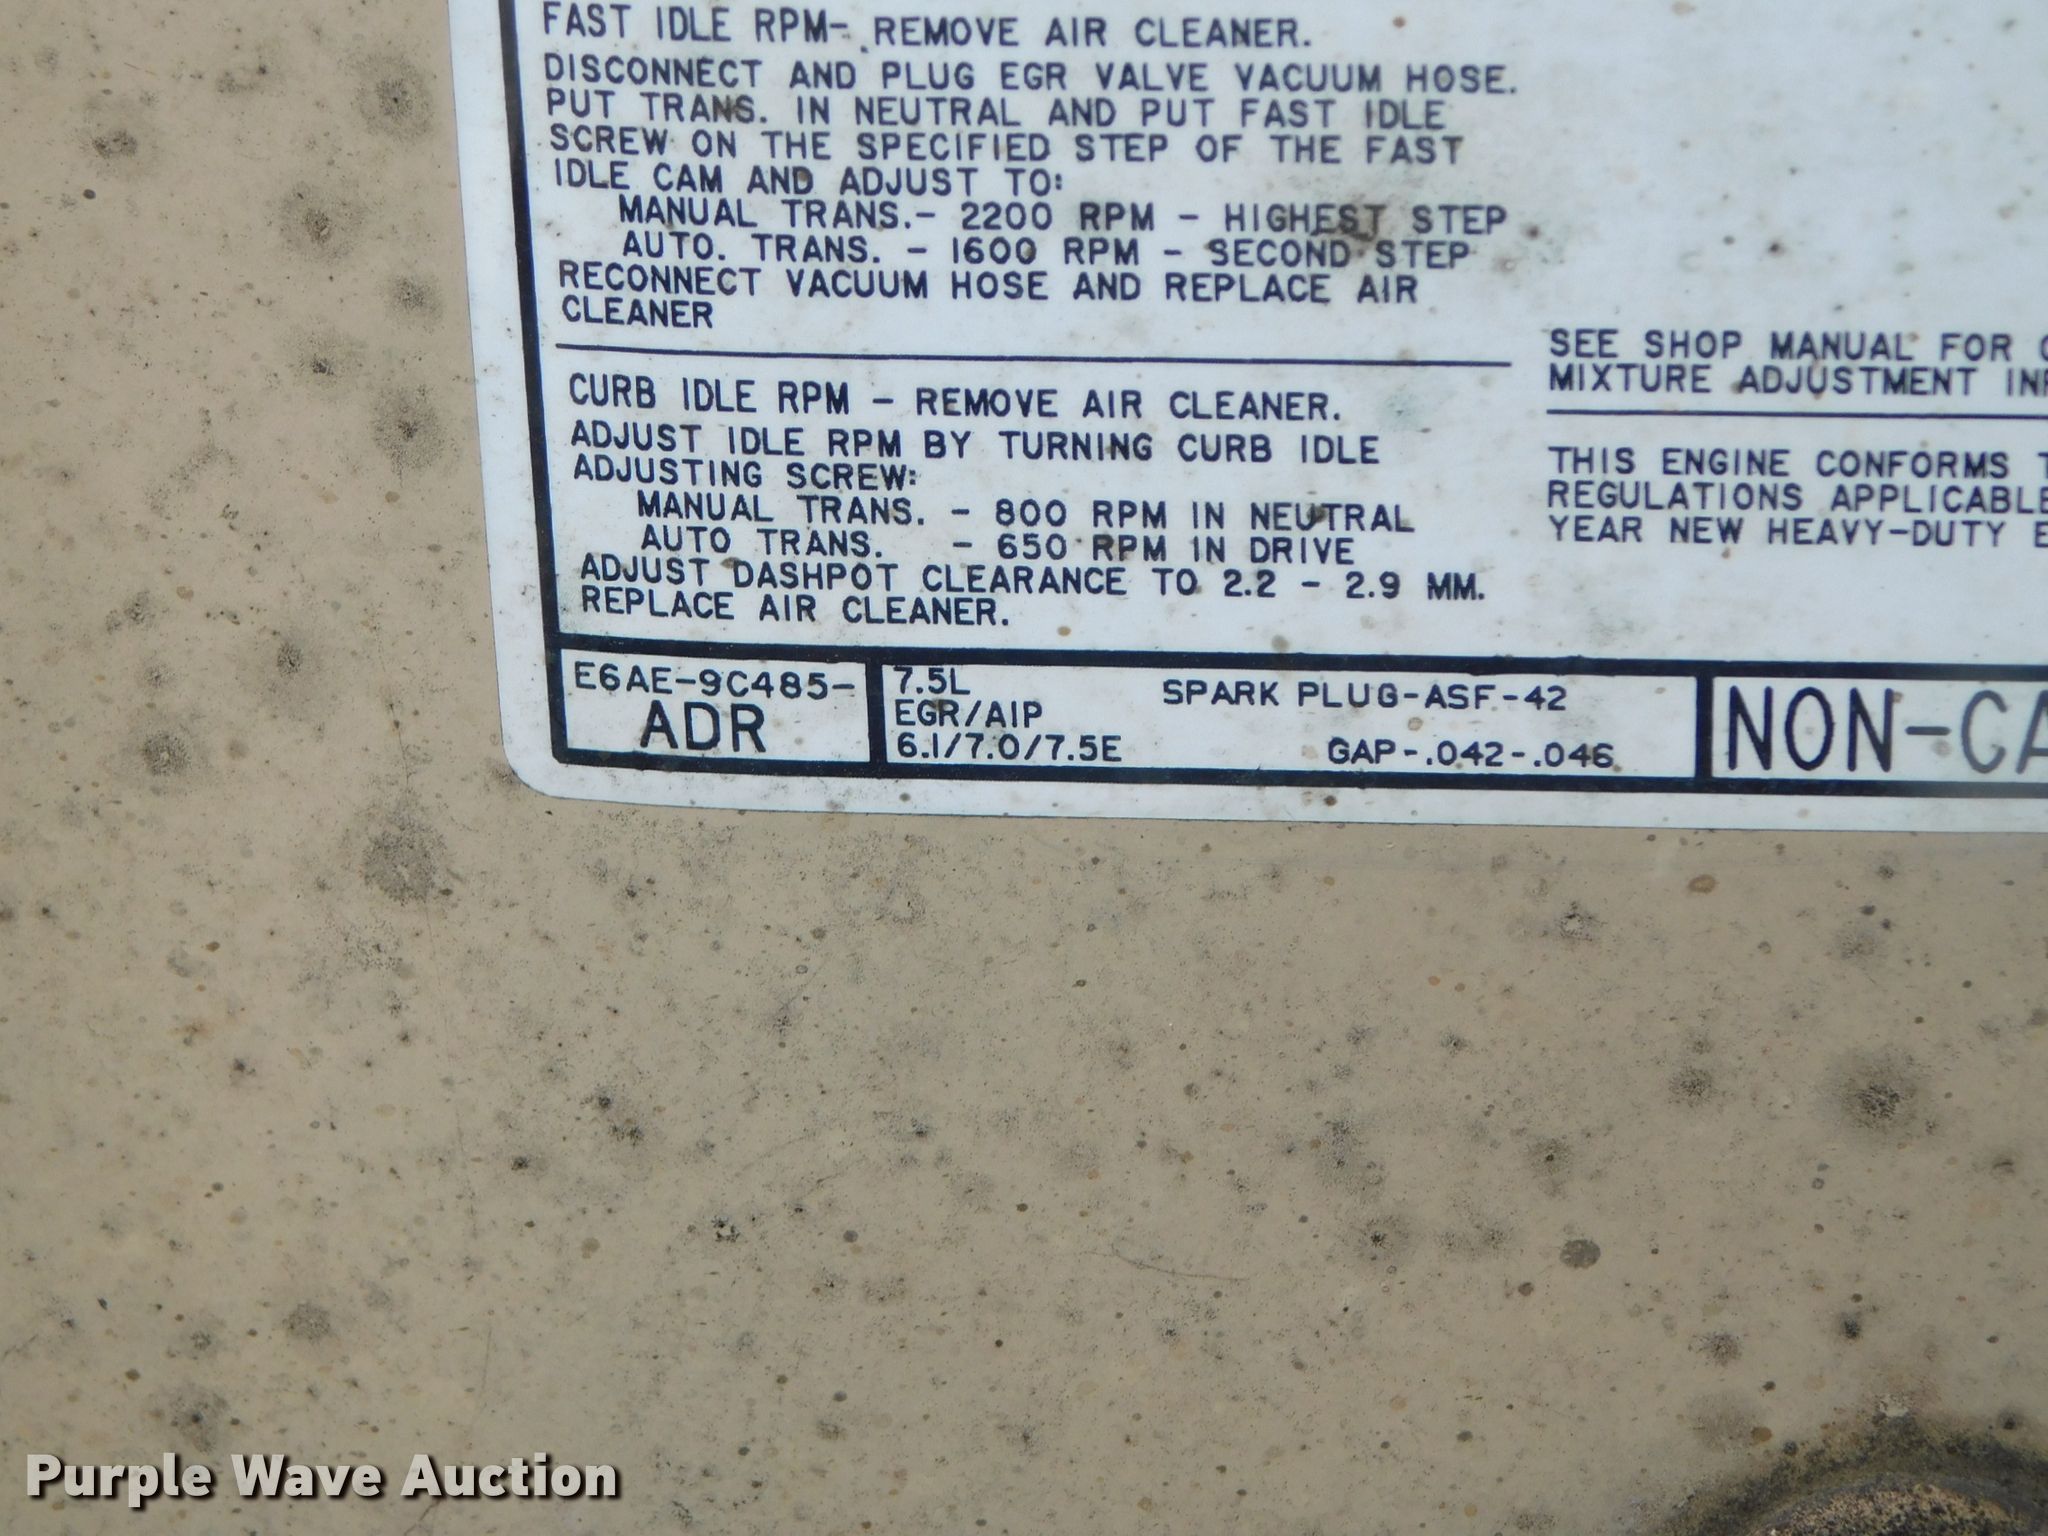 FAST IDLE RPM- REMOVE AIR CLEANER.
DISCONNECT AND PLUG EGR VALVE VACUUM HOSE.
PUT TRANS. IN NEUTRAL AND PUT FAST IDLE
SCREW ON THE SPECIFIED STEP OF THE FAST
IDLE CAM AND ADJUST TO:
MANUAL TRANS.- 2200 RPM - HIGHEST STEP
AUTO. TRANS. - 1600 RPM - SECOND STEP
RECONNECT VACUUM HOSE AND REPLACE AIR
CLEANER
CURB IDLE RPM - REMOVE AIR CLEANER.
ADJUST IDLE RPM BY TURNING CURB IDLE
ADJUSTING SCREW:
MANUAL TRANS. - 800 RPM IN NEUTRAL
AUTO TRANS. - 650 RPM IN DRIVE
ADJUST DASHPOT CLEARANCE TO 2.2 - 2.9 MM.
REPLACE AIR CLEANER.
SEE SHOP MANUAL FOR
MIXTURE ADJUSTMENT
THIS ENGINE CONFORMS
REGULATIONS APPLICABLE
YEAR NEW HEAVY-DUTY
E6AE-9C485-
ADR
7.5L
EGR/AIP
6.1/7.0/7.5E
SPARK PLUG-ASF-42
GAP-.042-.046
NON-CA
Purple Wave Auction